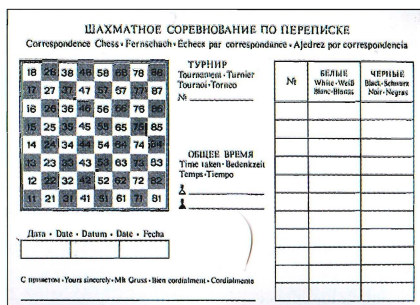 ШАХМАТНОЕ СОРЕВНОВАНИЕ ПО ПЕРЕПИСКЕ
Correspondence Chess • Fernschach • Échecs par correspondance • Ajedrez por correspondencia
18 28 38 48 58 68 78 88
17 27 37 47 57 67 77 87
16 26 36 46 56 66 76 86
15 25 35 45 55 65 75 85
14 24 34 44 54 64 74 84
13 23 33 43 53 63 73 83
12 22 32 42 52 62 72 82
11 21 31 41 51 61 71 81
ТУРНИР
Tournament • Turnier
Tournoi • Torneo
№
ОБЩЕЕ ВРЕМЯ
Time taken • Bedenkzeit
Temps • Tiempo
№
БЕЛЫЕ
White • Weiß
Blanc • Blancas
ЧЕРНЫЕ
Black • Schwarz
Noir • Negras
Дата • Date • Datum • Date • Fecha
С приветом • Yours sincerely • Mit Gruss • Bien cordialment • Cordialmente